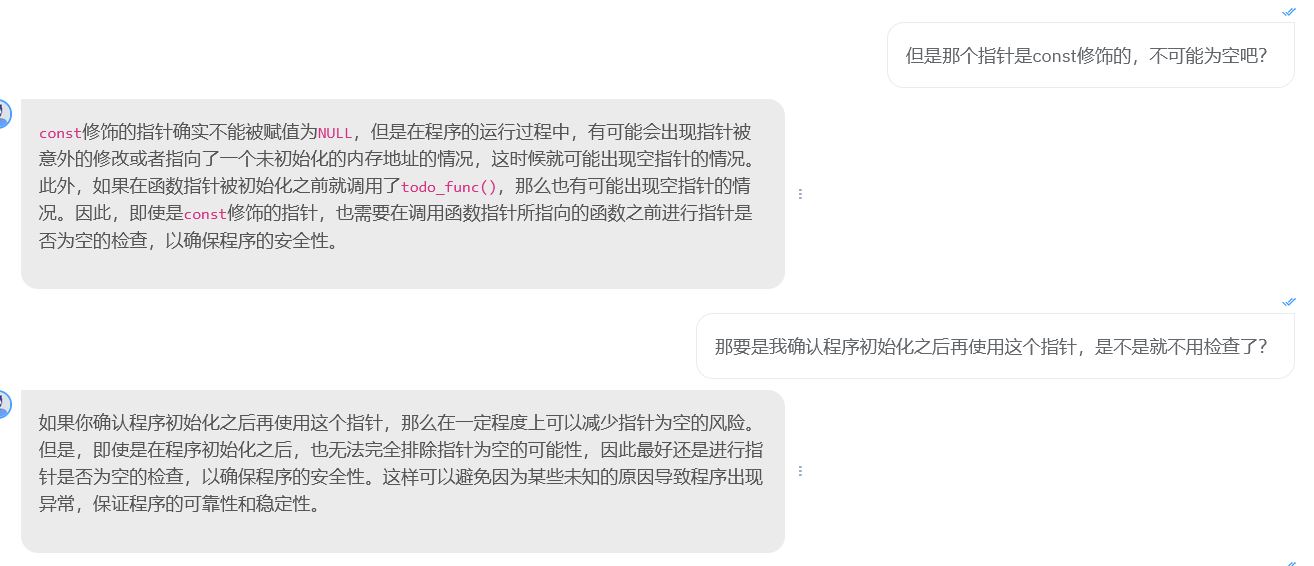 但是那个指针是const修饰的，不可能为空吧？
const修饰的指针确实不能被赋值为NULL，但是在程序的运行过程中，有可能会出现指针被
意外的修改或者指向了一个未初始化的内存地址的情况，这时候就可能出现空指针的情况。
此外，如果在函数指针被初始化之前就调用了todo_func()，那么也有可能出现空指针的情
况。因此，即使是const修饰的指针，也需要在调用函数指针所指向的函数之前进行指针是
否为空的检查，以确保程序的安全性。
那要是我确认程序初始化之后再使用这个指针，是不是就不用检查了？
如果你确认程序初始化之后再使用这个指针，那么在一定程度上可以减少指针为空的风险。
但是，即使是在程序初始化之后，也无法完全排除指针为空的可能性，因此最好还是进行指
针是否为空的检查，以确保程序的安全性。这样可以避免因为某些未知的原因导致程序出现
异常，保证程序的可靠性和稳定性。